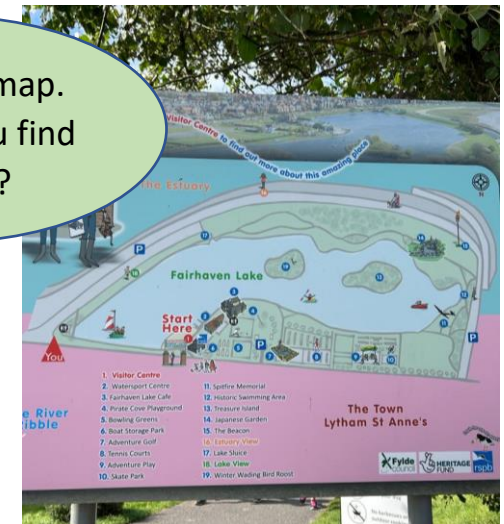 map.
u find
?
Visitor Centre to find out more about this amazing place
the Estuary
P
Fairhaven Lake
Start
Here
You
P
P
1. Visitor Centre
2. Watersport Centre
3. Fairhaven Lake Cafe
4. Pirate Cove Playground
5. Bowling Greens
6. Boat Storage Park
7. Adventure Golf
8. Tennis Courts
9. Adventure Play
10. Skate Park
11. Spitfire Memorial
12. Historic Swimming Area
13. Treasure Island
14. Japanese Garden
15. The Beacon
16. Estuary View
17. Lake Sluice
18. Lake View
19. Winter Wading Bird Roost
e River
ibble
The Town
Lytham St Anne's
Fylde
council
HERITAGE
FUND
rspb